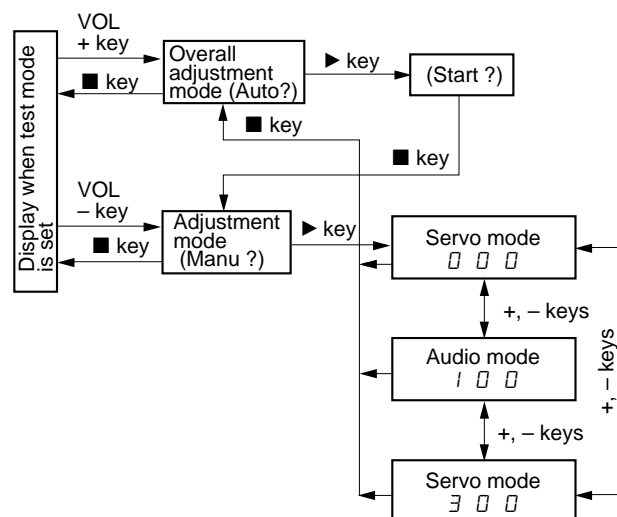 Display when test mode
is set
VOL
+ key
■ key
Overall
adjustment
mode (Auto?)
▶ key
(Start ?)
■ key
■ key
VOL
– key
■ key
Adjustment
mode
(Manu ?)
▶ key
Servo mode
0 0 0
+, – keys
Audio mode
1 0 0
+, – keys
+, – keys
Servo mode
3 0 0